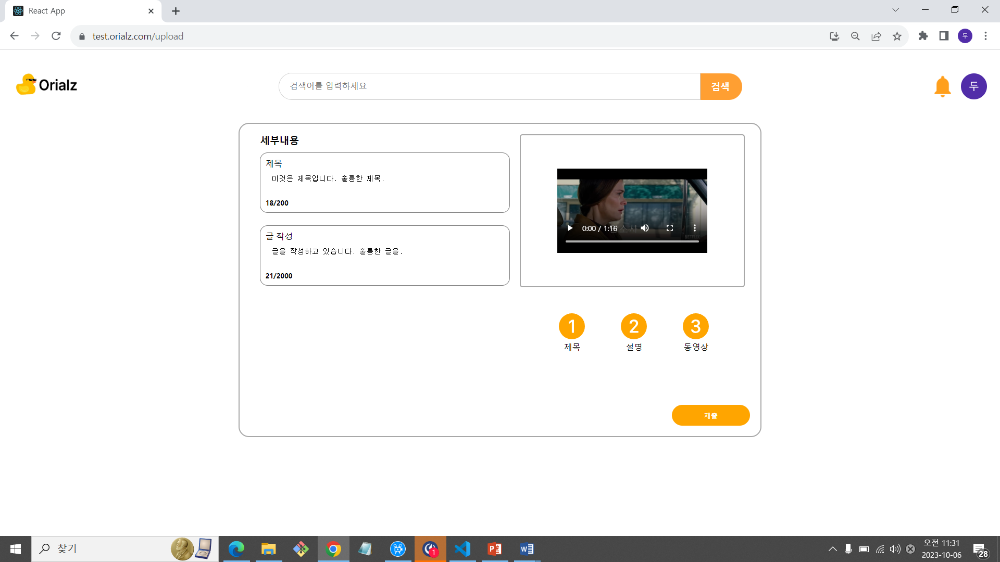 React App
test.orialz.com/upload
두
Orialz
검색어를 입력하세요
검색
두
세부내용
제목
이것은 제목입니다. 훌륭한 제목.
18/200
글 작성
글을 작성하고 있습니다. 훌륭한 글을.
21/2000
0:00 / 1:16
NETFLIX
1
2
3
제목
설명
동영상
제출
찾기
1
오전 11:31
2023-10-06
28